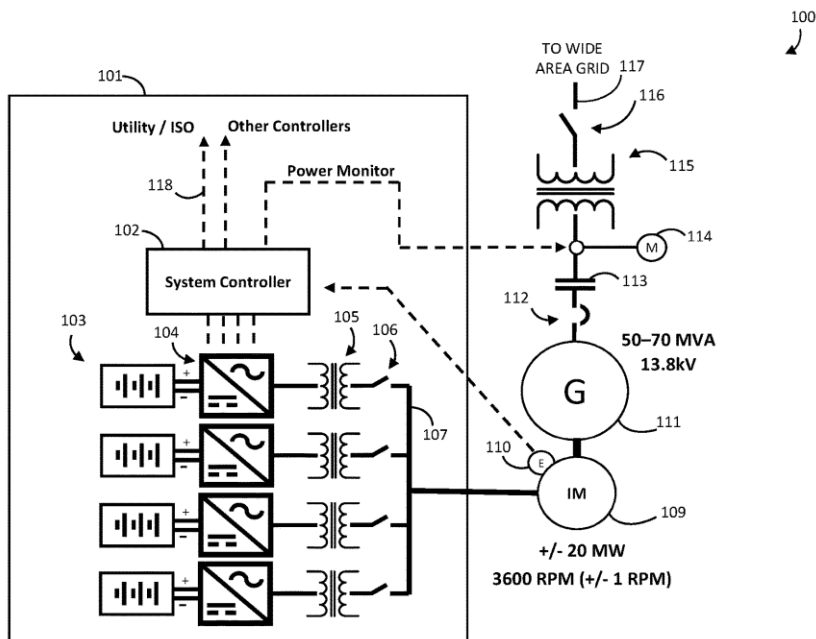 100
TO WIDE
AREA GRID
117
116
101
Utility / ISO
Other Controllers
115
118
Power Monitor
102
M
114
System Controller
113
112
103
104
105
106
50–70 MVA
13.8kV
+
–
G
107
111
+
–
110
E
IM
109
+
–
+/- 20 MW
3600 RPM (+/- 1 RPM)
+
–